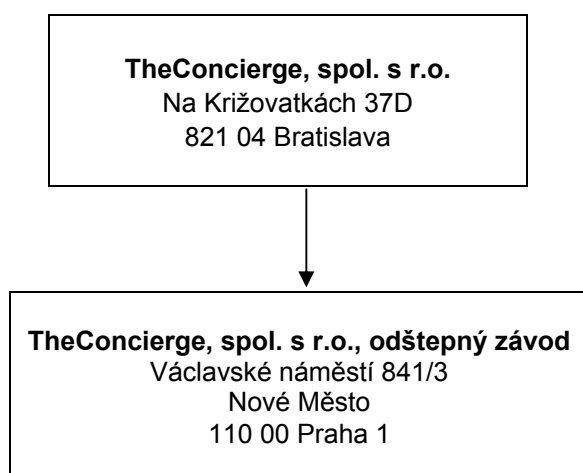 TheConcierge, spol. s r.o.
Na Križovatkách 37D
821 04 Bratislava
TheConcierge, spol. s r.o., odštepný závod
Václavské náměstí 841/3
Nové Město
110 00 Praha 1